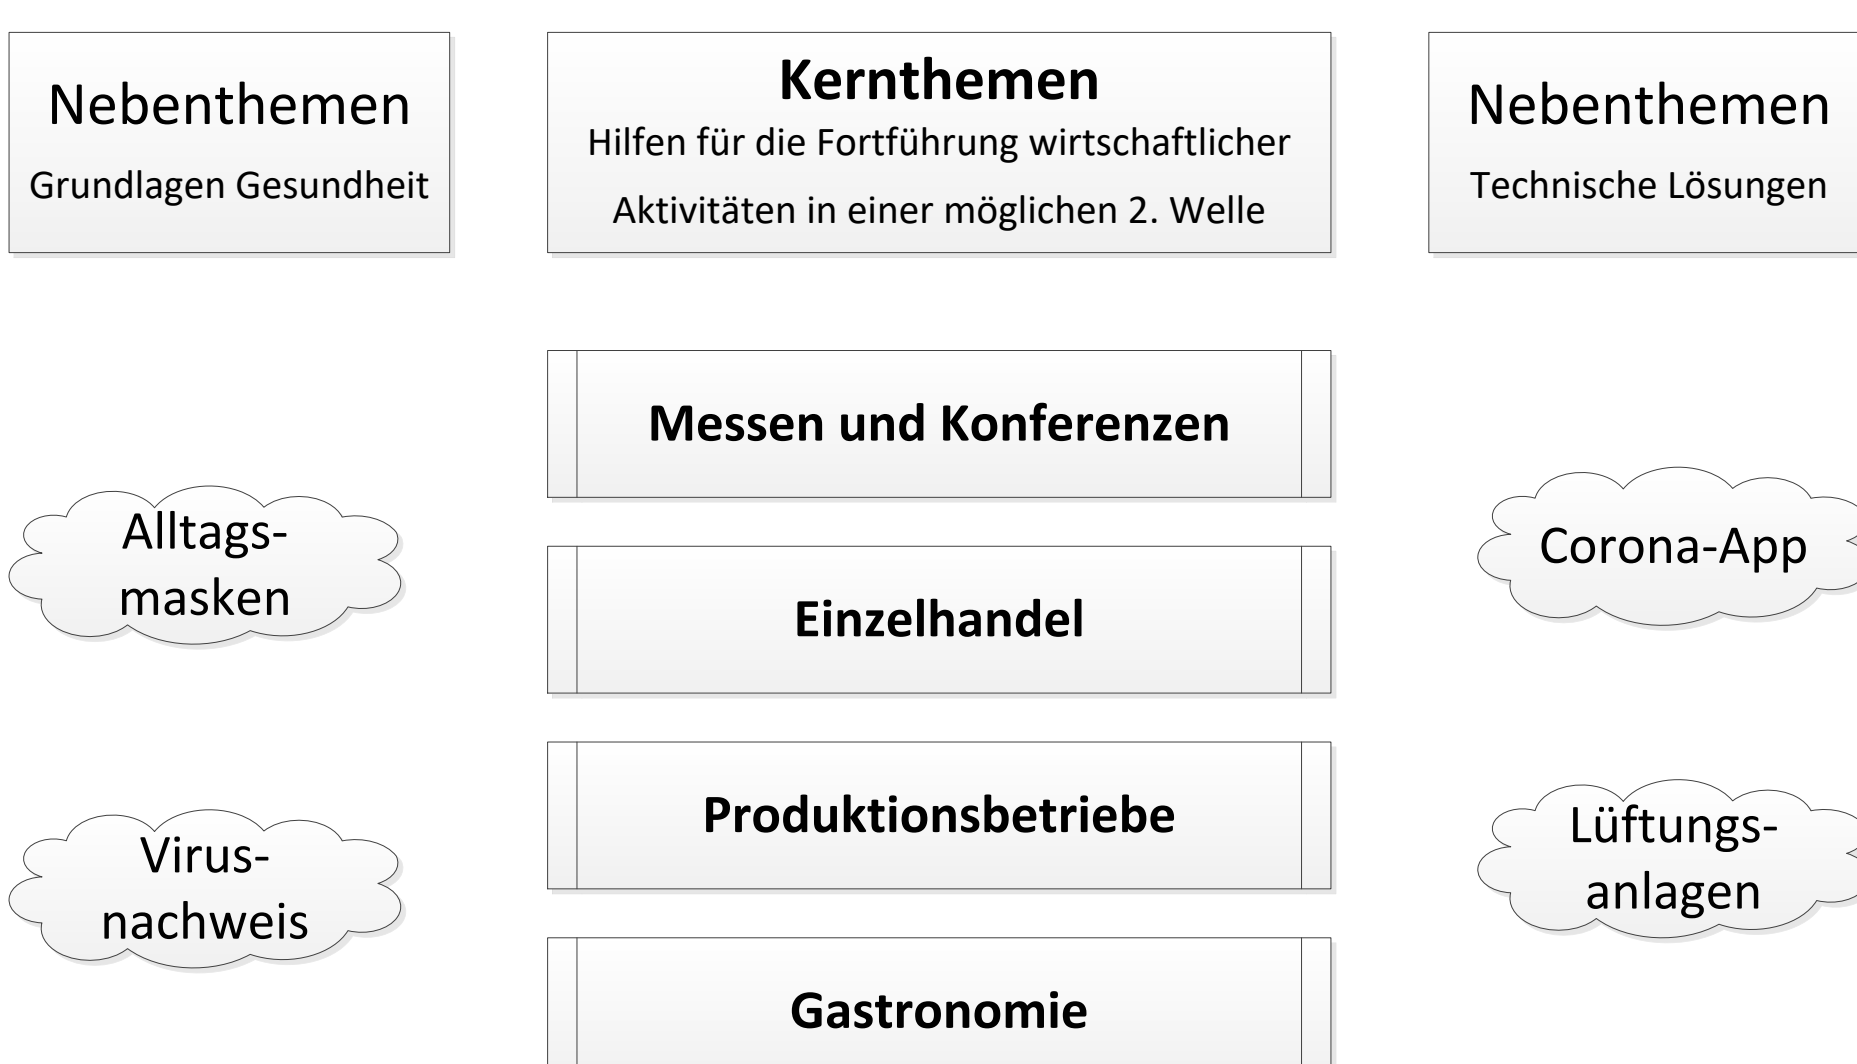 Nebenthemen
Grundlagen Gesundheit
Kernthemen
Hilfen für die Fortführung wirtschaftlicher
Aktivitäten in einer möglichen 2. Welle
Nebenthemen
Technische Lösungen
Alltags-
masken
Virus-
nachweis
Messen und Konferenzen
Einzelhandel
Produktionsbetriebe
Gastronomie
Corona-App
Lüftungs-
anlagen